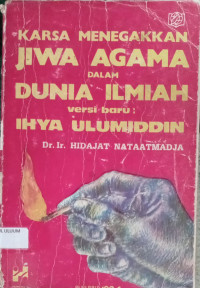 KARSA MENEGAKKAN
JIWA AGAMA
DALAM
DUNIA ILMIAH
versi baru :
IHYA ULUMIDDIN
Dr. Ir. HIDAJAT NATAATMADJA